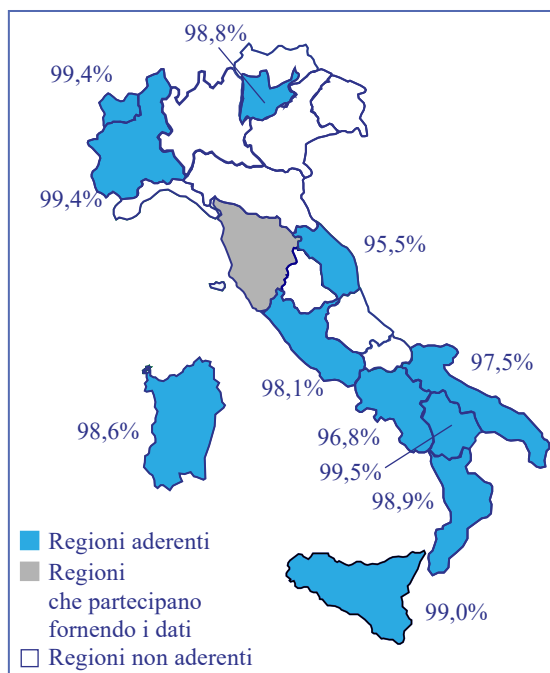 98,8%
99,4%
99,4%
95,5%
97,5%
98,1%
96,8%
98,6%
99,5%
98,9%
Regioni aderenti
Regioni
che partecipano
fornendo i dati
99,0%
Regioni non aderenti